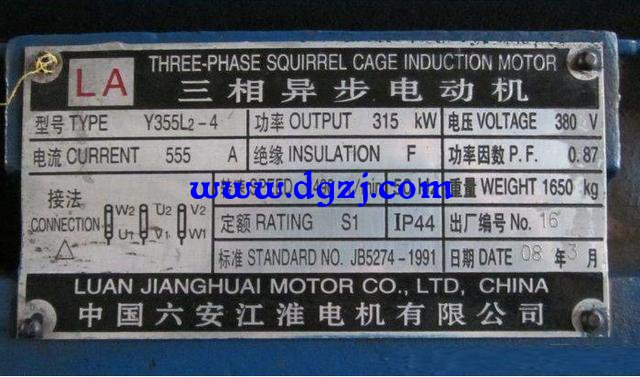 LA
THREE-PHASE SQUIRREL CAGE INDUCTION MOTOR
三相异步电动机
型号 TYPE Y355L2-4 功率 OUTPUT 315 kW 电压 VOLTAGE 380 V
电流 CURRENT 555 A 绝缘 INSULATION F 功率因数 P.F. 0.87
www.dgzj.com
重量 WEIGHT 1650 kg
接法 CONNECTION △
W2 U2 V2
U1 V1 W1
定额 RATING S1 IP44 出厂编号 No. 16
标准 STANDARD NO. JB5274-1991 日期 DATE 08 年 3 月
LUAN JIANGHUAI MOTOR CO., LTD, CHINA
中国六安江淮电机有限公司